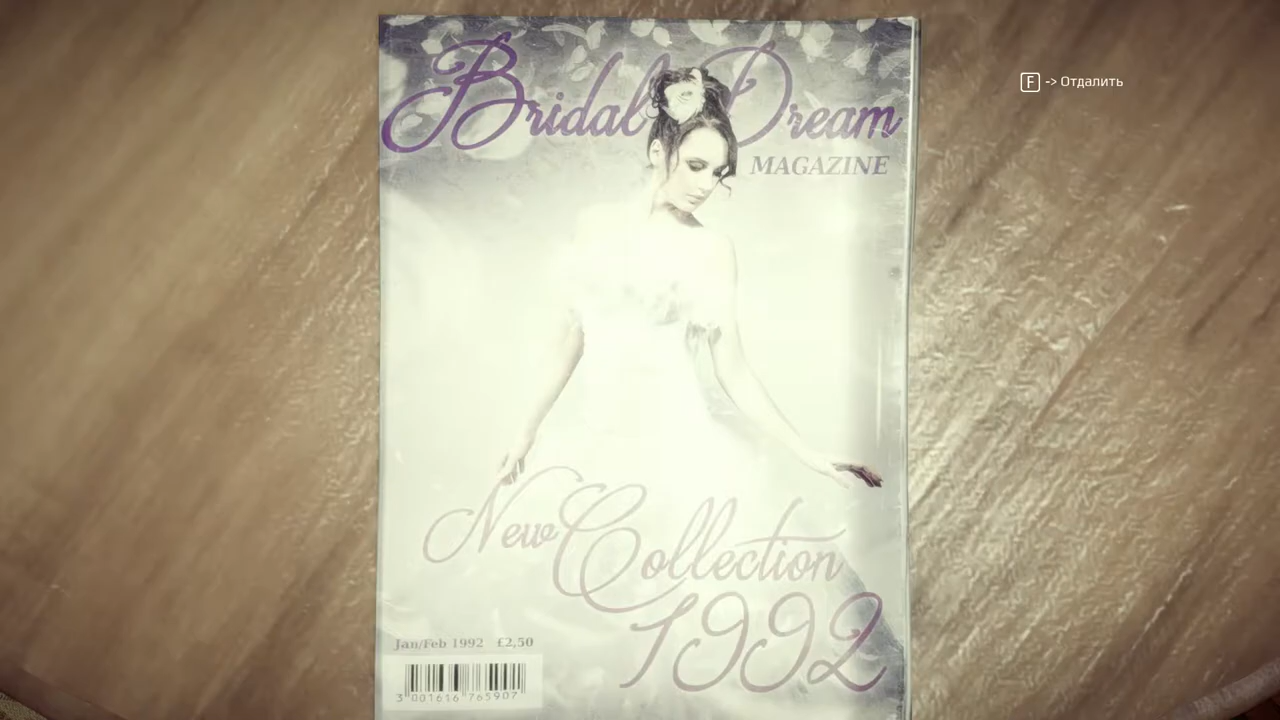 Bridal Dream
MAGAZINE
F -> Отдалить
New Collection
1992
Jan/Feb 1992 £2,50
3 001616 765907